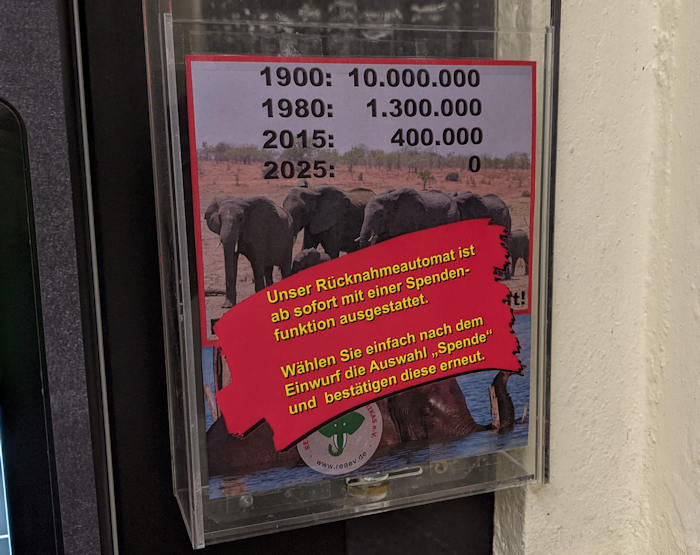 1900: 10.000.000
1980: 1.300.000
2015: 400.000
2025: 0
Unser Rücknahmeautomat ist
ab sofort mit einer Spenden-
funktion ausgestattet.
Wählen Sie einfach nach dem
Einwurf die Auswahl „Spende“
und bestätigen diese erneut.
www.regev.de